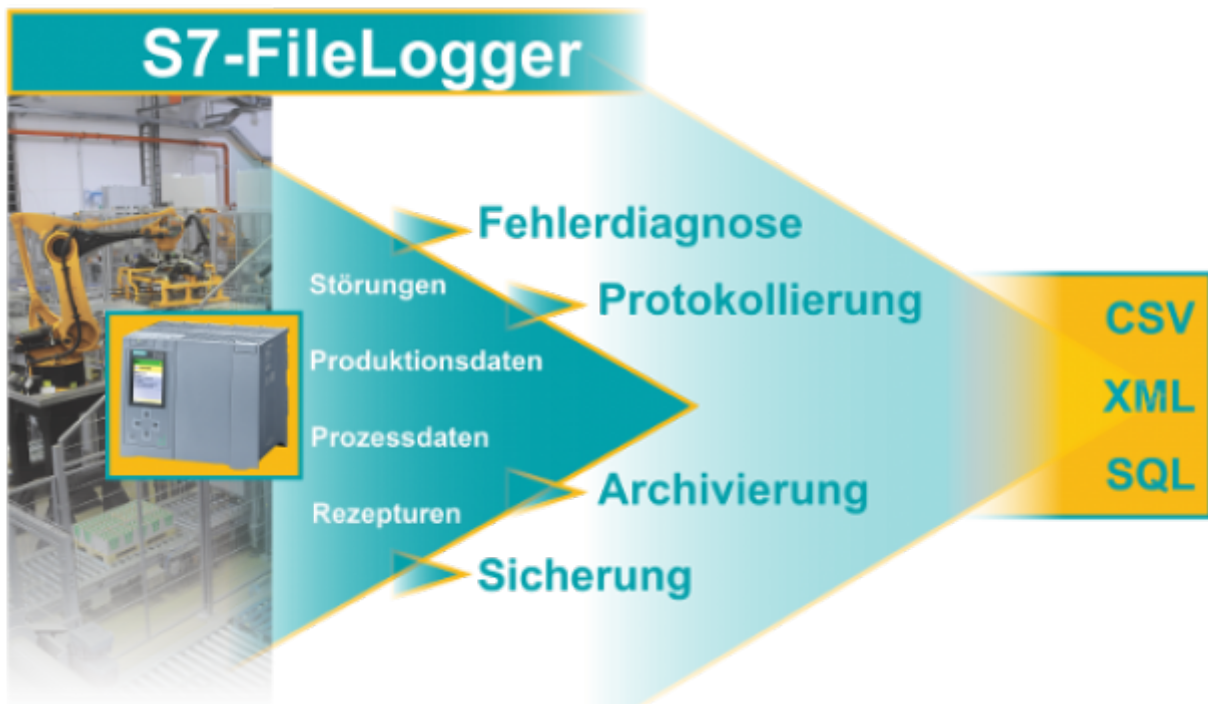 S7-FileLogger
Fehlerdiagnose
Störungen
Protokollierung
Produktionsdaten
Prozessdaten
Archivierung
Rezepturen
Sicherung
CSV
XML
SQL